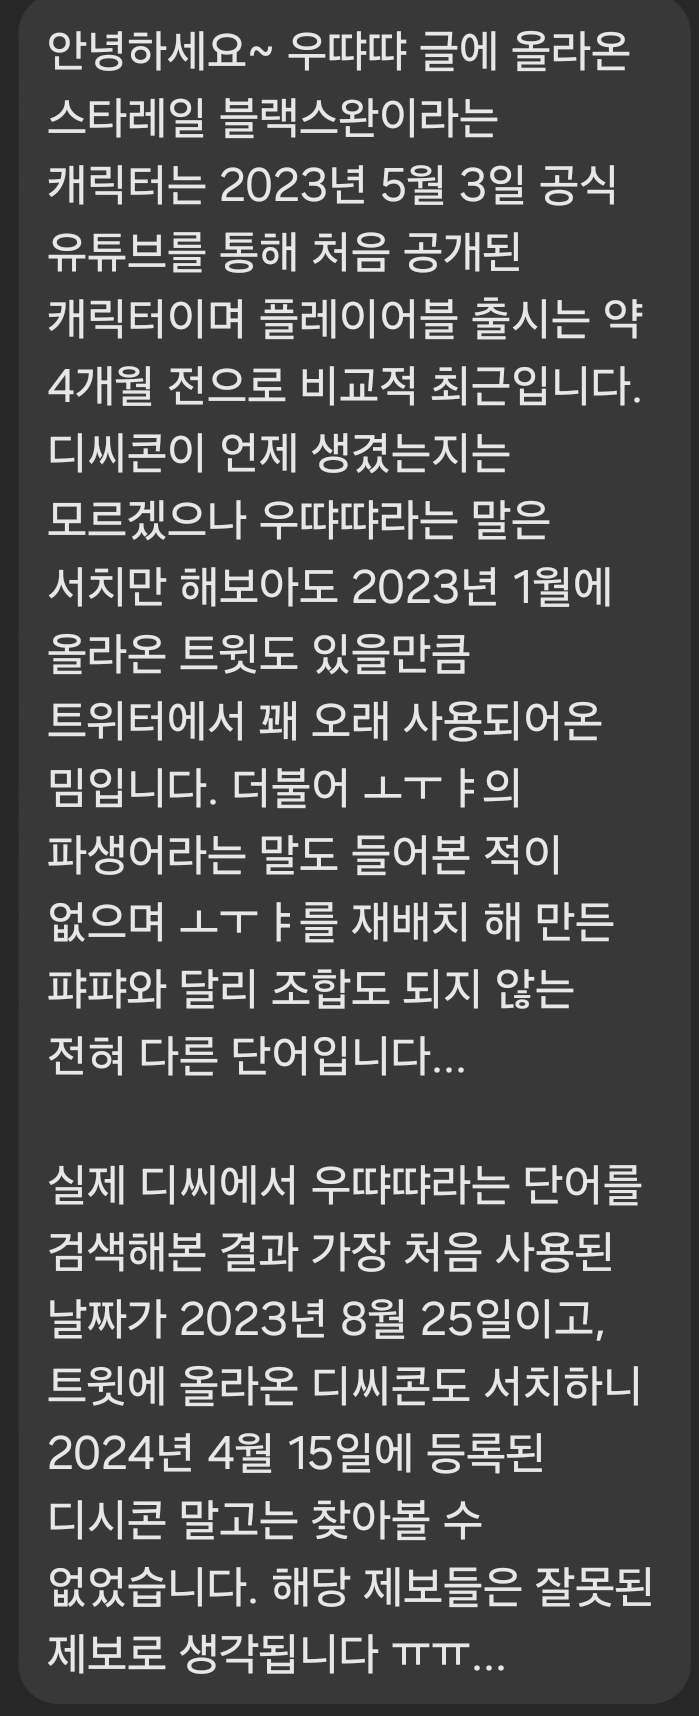 안녕하세요~ 우땨땨 글에 올라온
스타레일 블랙스완이라는
캐릭터는 2023년 5월 3일 공식
유튜브를 통해 처음 공개된
캐릭터이며 플레이어블 출시는 약
4개월 전으로 비교적 최근입니다.
디씨콘이 언제 생겼는지는
모르겠으나 우땨땨라는 말은
서치만 해보아도 2023년 1월에
올라온 트윗도 있을만큼
트위터에서 꽤 오래 사용되어온
밈입니다. 더불어 ㅗㅜㅑ의
파생어라는 말도 들어본 적이
없으며 ㅗㅜㅑ를 재배치 해 만든
퍄퍄와 달리 조합도 되지 않는
전혀 다른 단어입니다...

실제 디씨에서 우땨땨라는 단어를
검색해본 결과 가장 처음 사용된
날짜가 2023년 8월 25일이고,
트윗에 올라온 디씨콘도 서치하니
2024년 4월 15일에 등록된
디시콘 말고는 찾아볼 수
없었습니다. 해당 제보들은 잘못된
제보로 생각됩니다 ㅠㅠ...